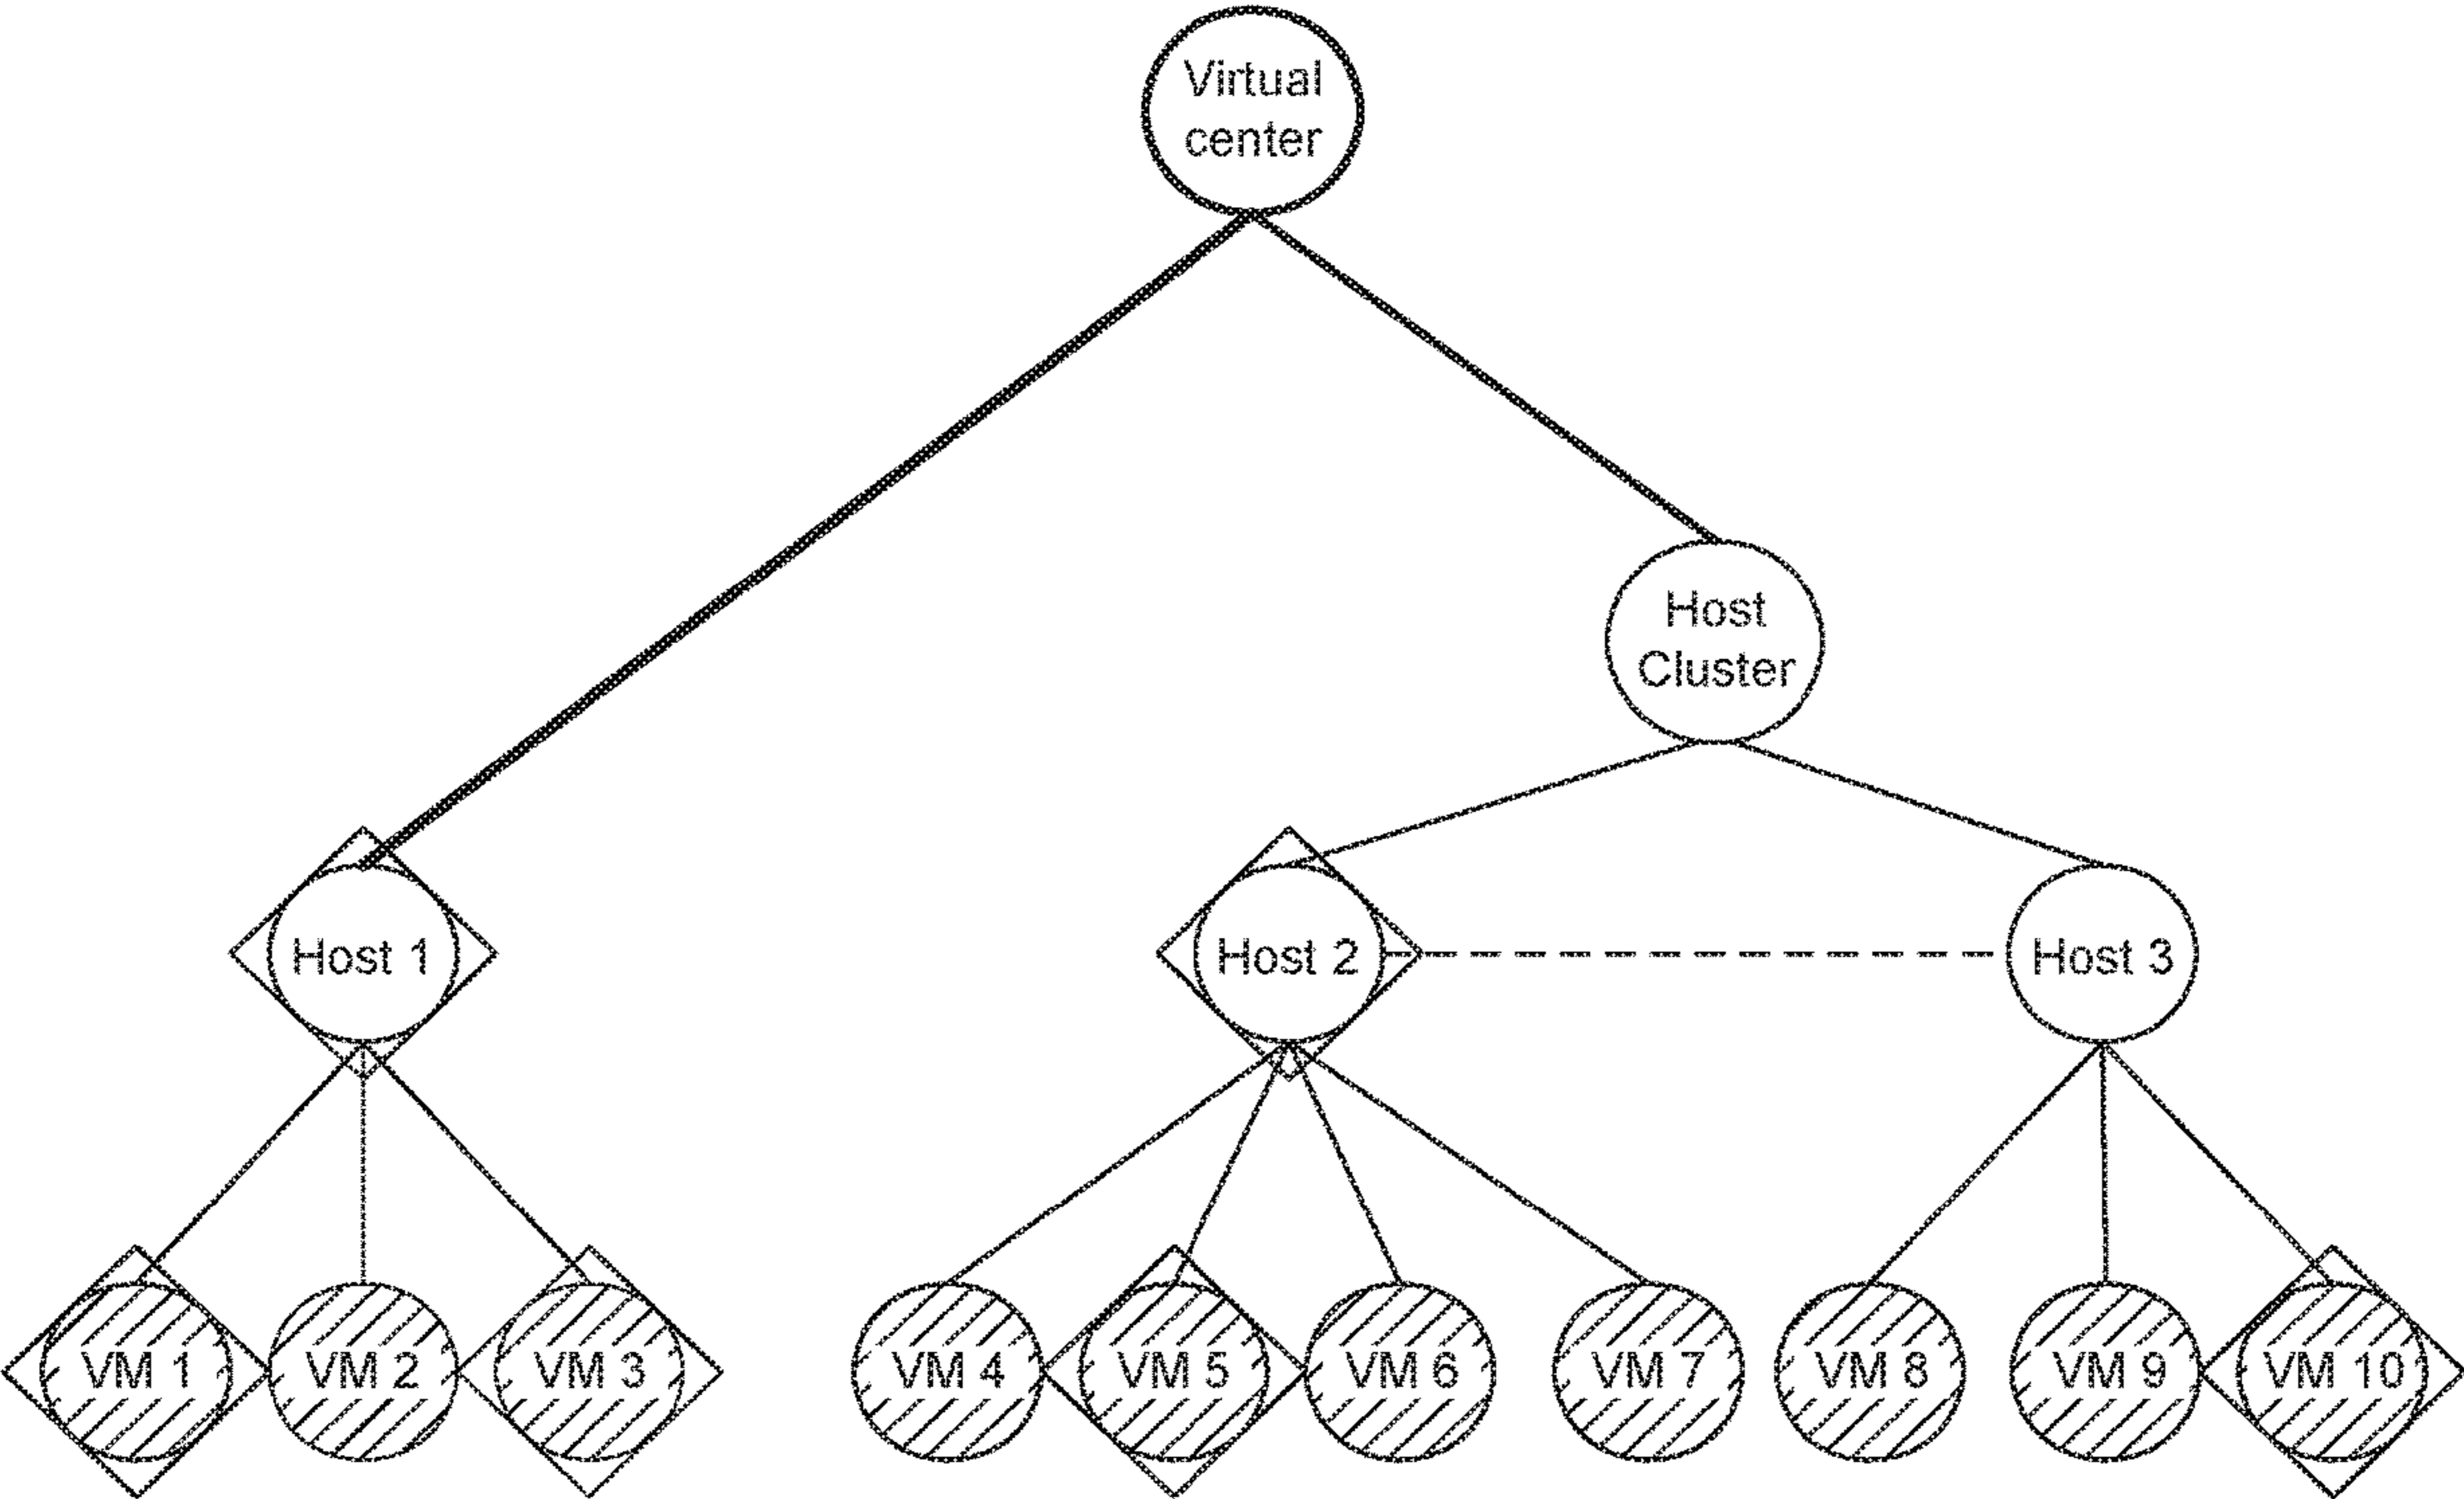 Virtual
center
Host
Cluster
Host 1
Host 2
Host 3
VM 1
VM 2
VM 3
VM 4
VM 5
VM 6
VM 7
VM 8
VM 9
VM 10